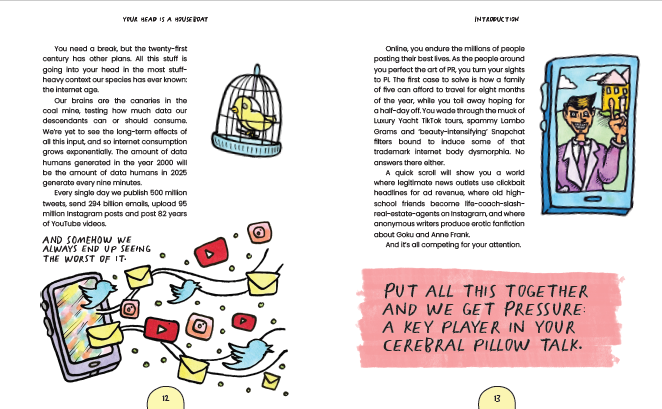 YOUR HEAD IS A HOUSEBOAT
You need a break, but the twenty-first
century has other plans. All this stuff is
going into your head in the most stuff-
heavy context our species has ever known:
the internet age.
Our brains are the canaries in the
coal mine, testing how much data our
descendants can or should consume.
We're yet to see the long-term effects of
all this input, and so internet consumption
grows exponentially. The amount of data
humans generated in the year 2000 will
be the amount of data humans in 2025
generate every nine minutes.
Every single day we publish 500 million
tweets, send 294 billion emails, upload 95
million Instagram posts and post 82 years
of YouTube videos.
AND SOMEHOW WE
ALWAYS END UP SEEING
THE WORST OF IT.
12
INTRODUCTION
Online, you endure the millions of people
posting their best lives. As the people around
you perfect the art of PR, you turn your sights
to PI. The first case to solve is how a family
of five can afford to travel for eight months
of the year, while you toil away hoping for
a half-day off. You wade through the muck of
Luxury Yacht TikTok tours, spammy Lambo
Grams and ‘beauty-intensifying’ Snapchat
filters bound to induce some of that
trademark internet body dysmorphia. No
answers there either.
A quick scroll will show you a world
where legitimate news outlets use clickbait
headlines for ad revenue, where old high-
school friends become life-coach-slash-
real-estate-agents on Instagram, and where
anonymous writers produce erotic fanfiction
about Goku and Anne Frank.
And it's all competing for your attention.
PUT ALL THIS TOGETHER
AND WE GET PRESSURE:
A KEY PLAYER IN YOUR
CEREBRAL PILLOW TALK.
13